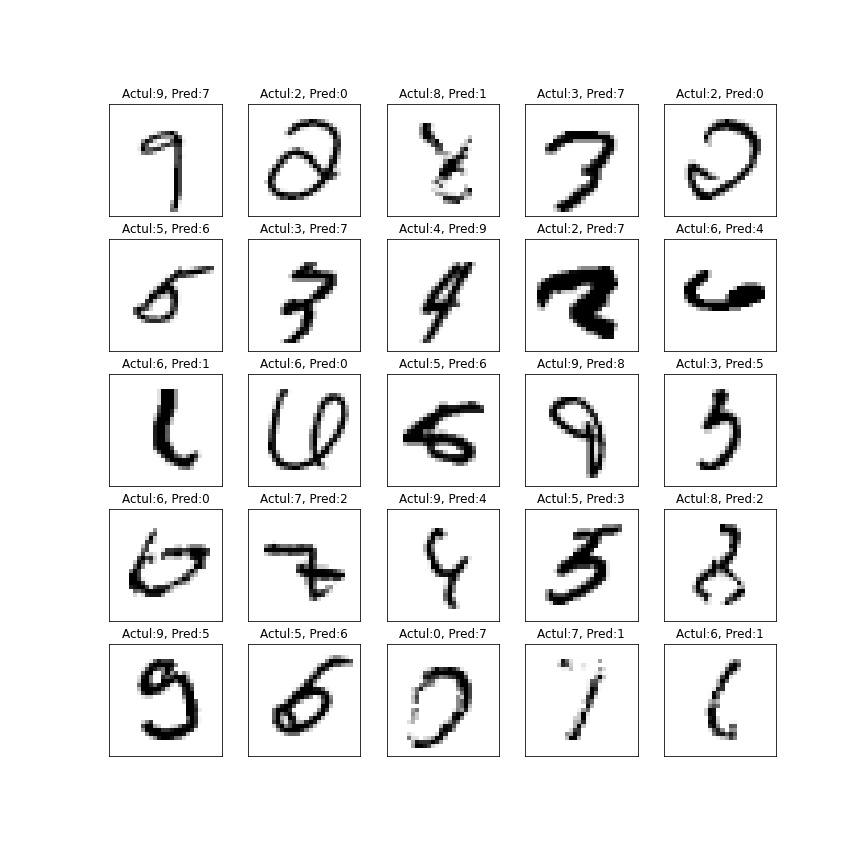 Actul:9, Pred:7 Actul:2, Pred:0 Actul:8, Pred:1 Actul:3, Pred:7 Actul:2, Pred:0
Actul:5, Pred:6 Actul:3, Pred:7 Actul:4, Pred:9 Actul:2, Pred:7 Actul:6, Pred:4
Actul:6, Pred:1 Actul:6, Pred:0 Actul:5, Pred:6 Actul:9, Pred:8 Actul:3, Pred:5
Actul:6, Pred:0 Actul:7, Pred:2 Actul:9, Pred:4 Actul:5, Pred:3 Actul:8, Pred:2
Actul:9, Pred:5 Actul:5, Pred:6 Actul:0, Pred:7 Actul:7, Pred:1 Actul:6, Pred:1